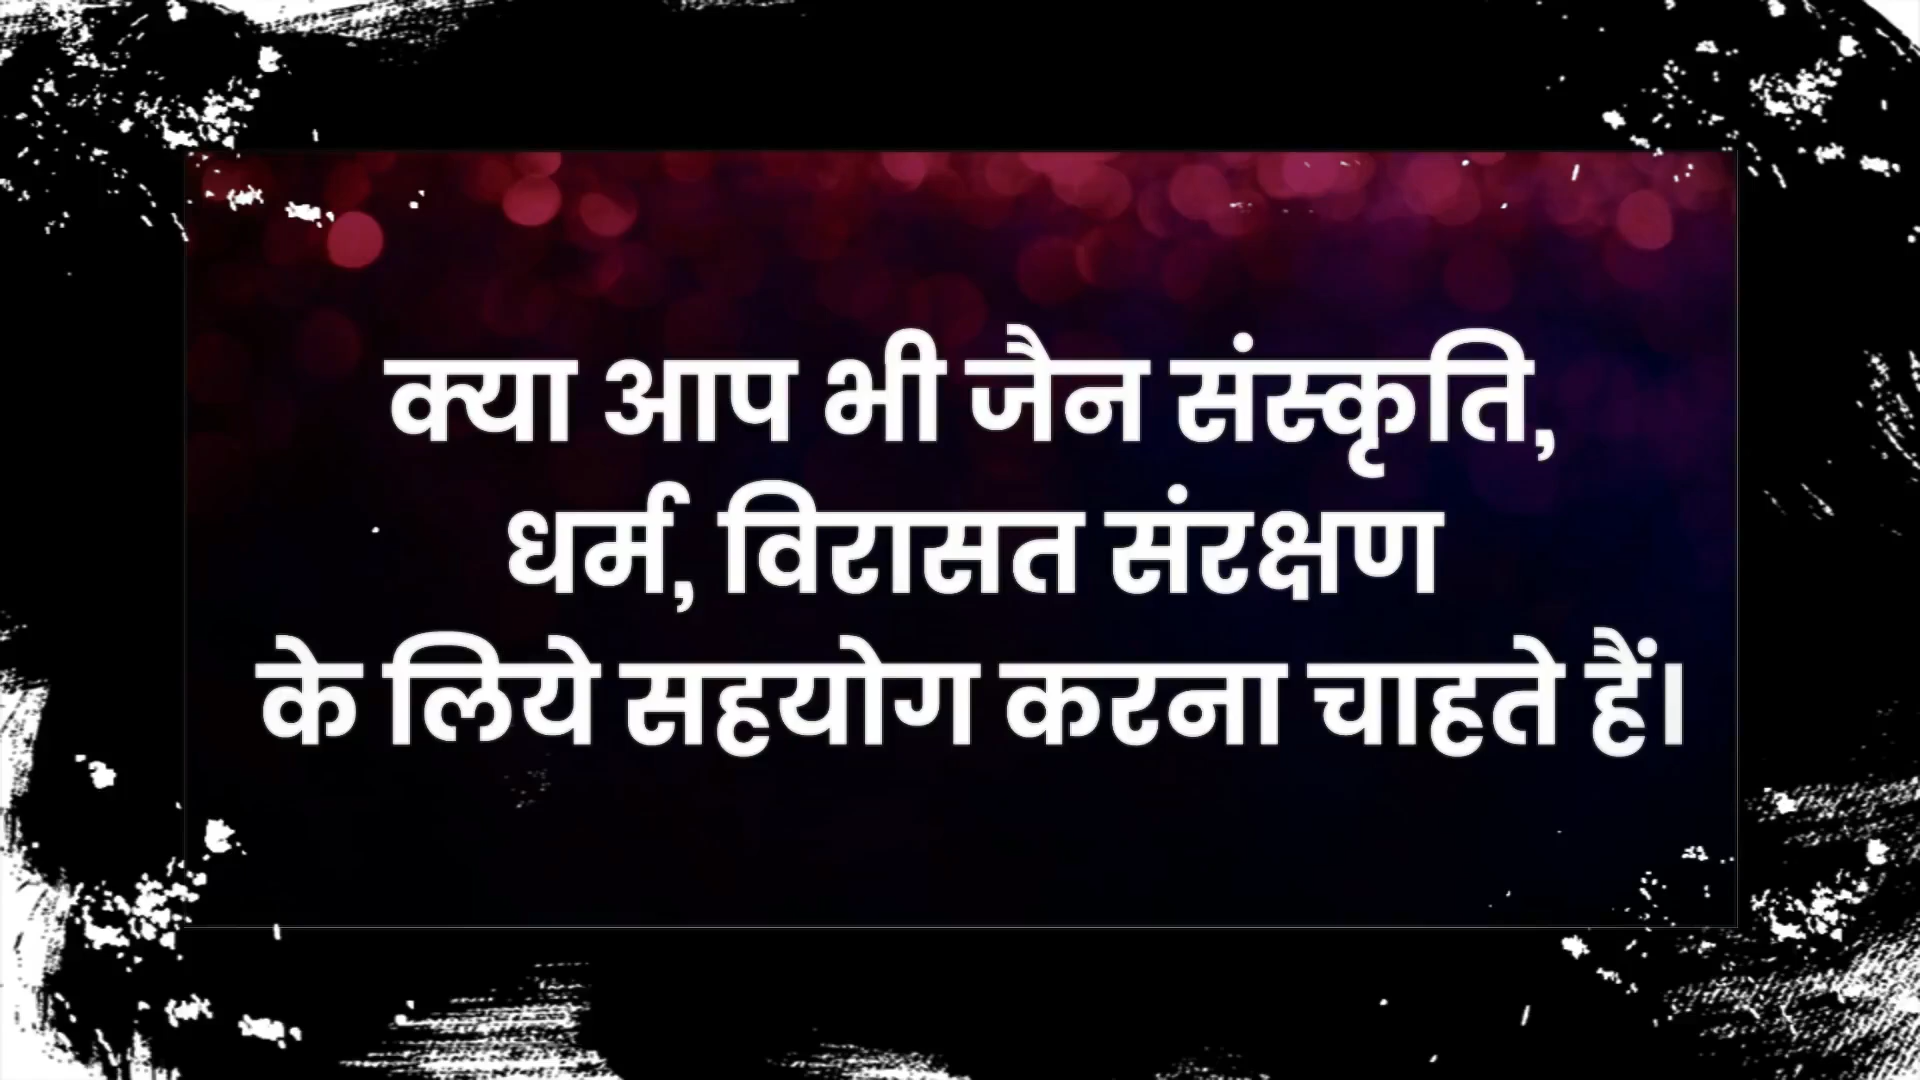 क्या आप भी जैन संस्कृति,
धर्म, विरासत संरक्षण
के लिये सहयोग करना चाहते हैं।